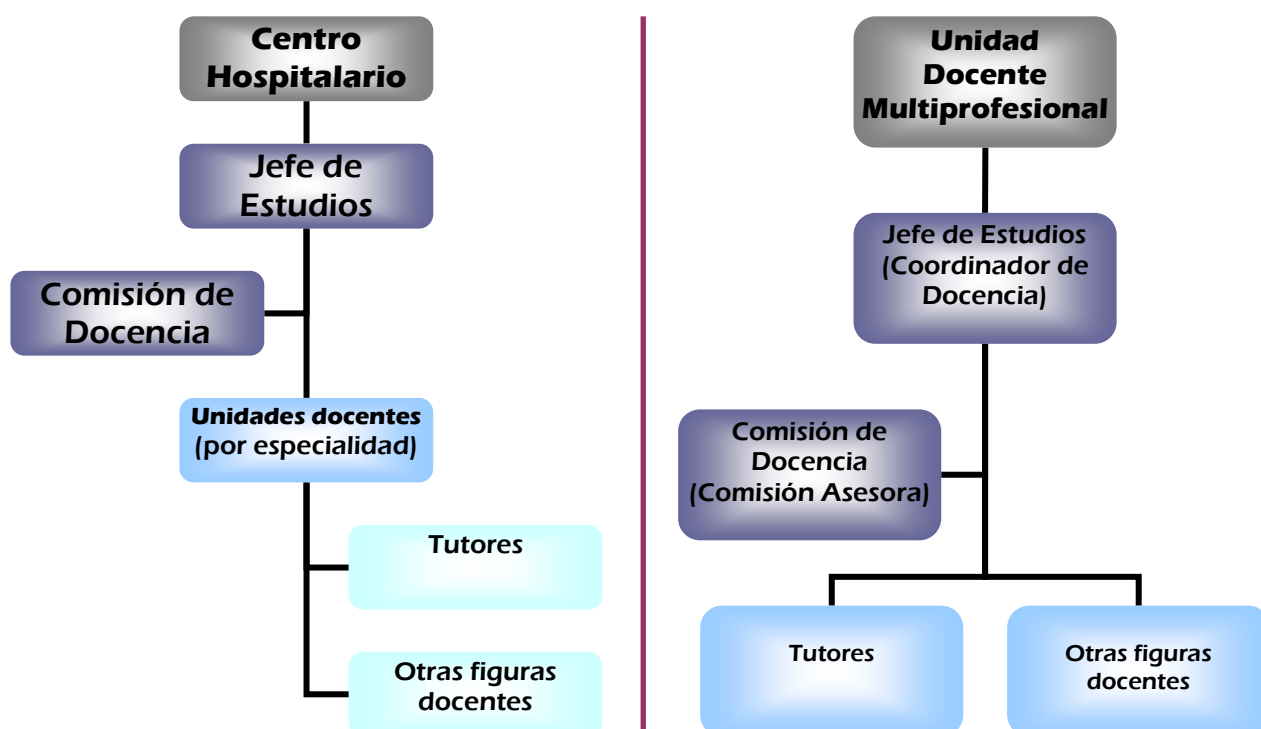 Centro
Hospitalario
Jefe de
Estudios
Comisión de
Docencia
Unidades docentes
(por especialidad)
Tutores
Otras figuras
docentes
Unidad
Docente
Multiprofesional
Jefe de Estudios
(Coordinador de
Docencia)
Comisión de
Docencia
(Comisión Asesora)
Tutores
Otras figuras
docentes